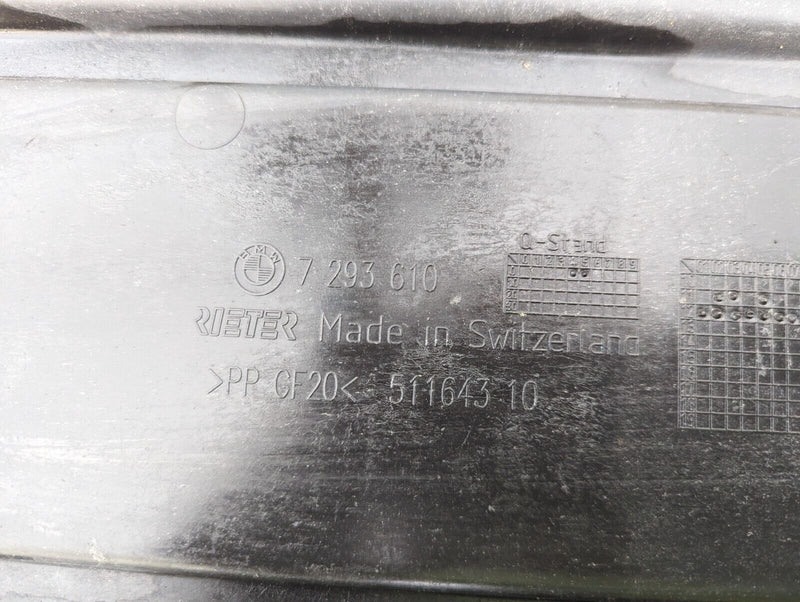 Q-Stand
BMW 7 293 610
RIETER Made in Switzerland
>PP GF20< 511643 10